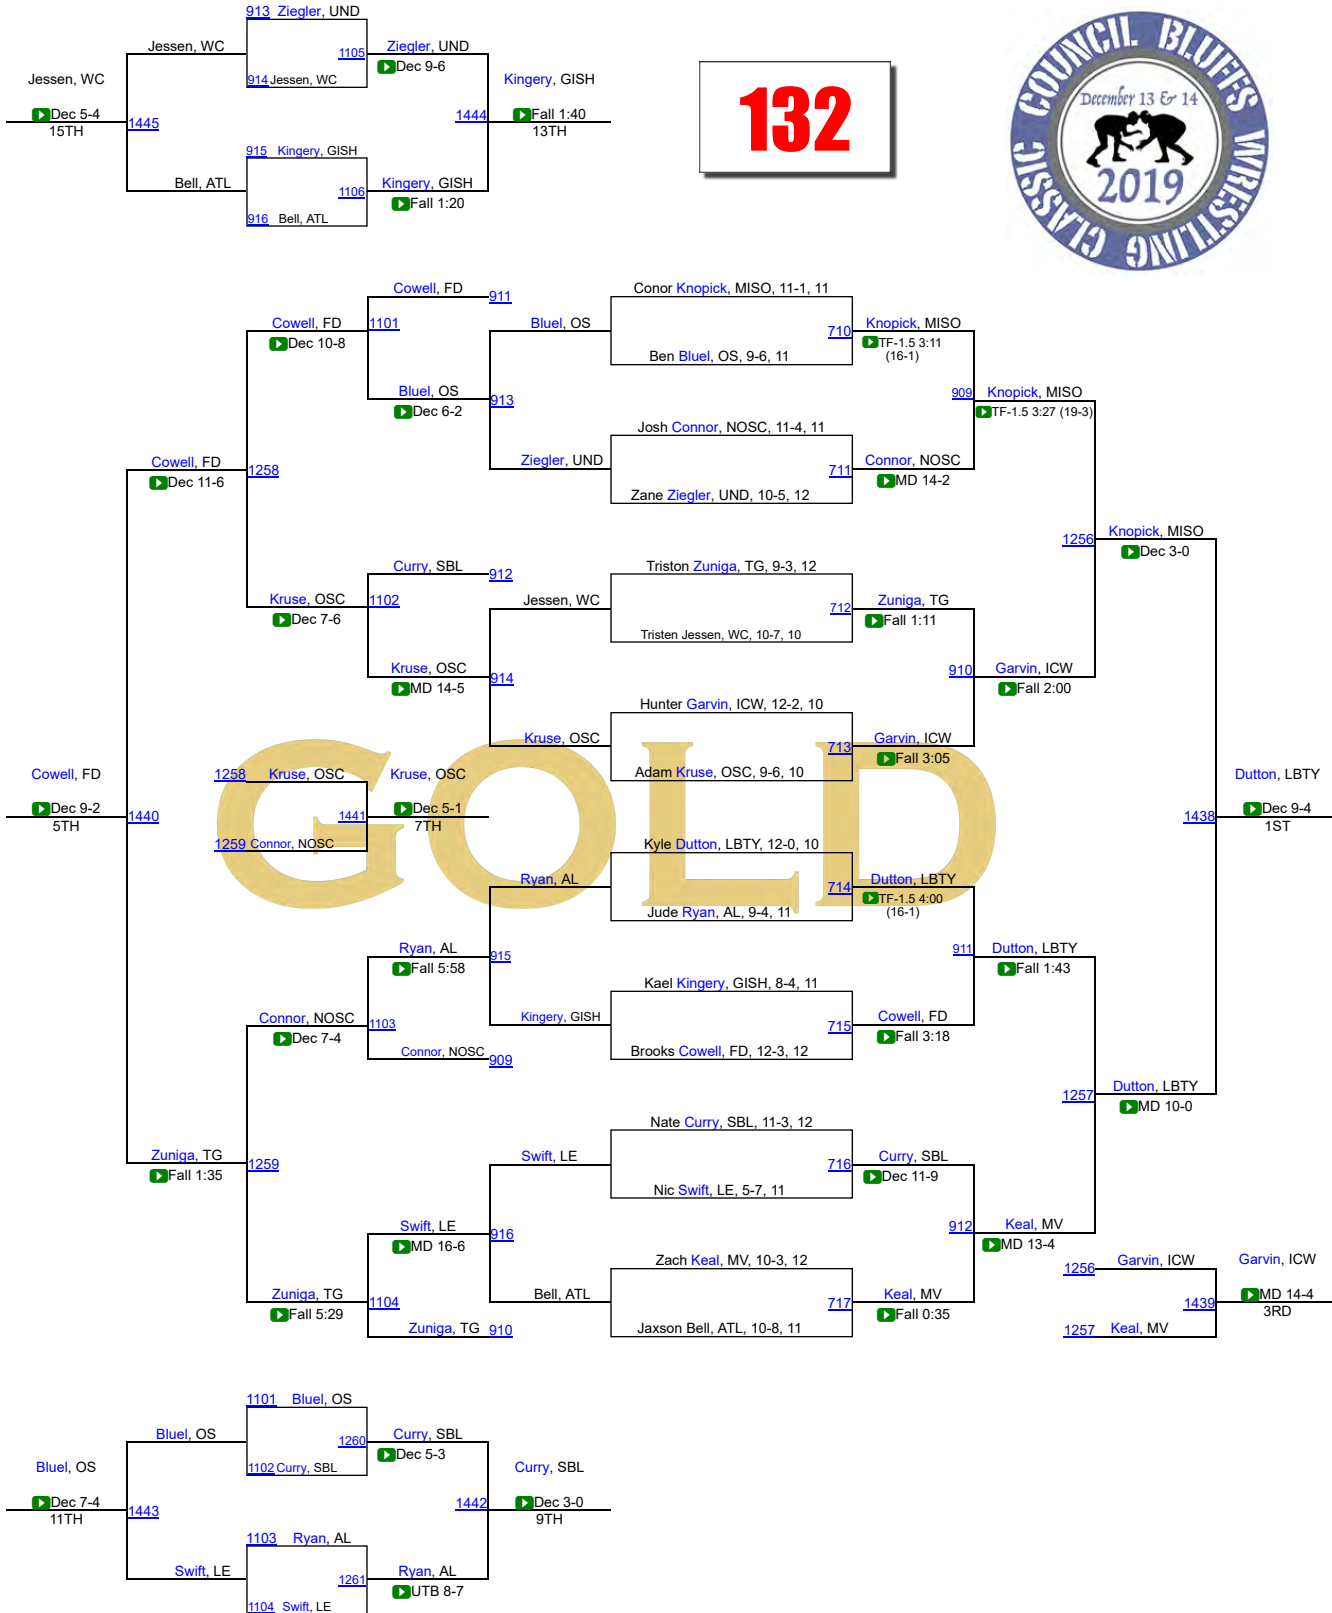 913 Ziegler, UND
Jessen, WC
1105
Ziegler, UND
Dec 9-6
914 Jessen, WC
Jessen, WC
Dec 5-4
15TH
1445
1444
Kingery, GISH
Fall 1:40
13TH
915 Kingery, GISH
Bell, ATL
1106
Kingery, GISH
Fall 1:20
916 Bell, ATL
132
COUNCIL BLUFFS WRESTLING CLASSIC
December 13 & 14
2019
Cowell, FD
911
Conor Knopick, MISO, 11-1, 11
Cowell, FD
Dec 10-8
1101
Bluel, OS
710
Knopick, MISO
TF-1.5 3:11
(16-1)
Ben Bluel, OS, 9-6, 11
Bluel, OS
Dec 6-2
913
909
Knopick, MISO
TF-1.5 3:27 (19-3)
Josh Connor, NOSC, 11-4, 11
Cowell, FD
Dec 11-6
1258
Ziegler, UND
711
Connor, NOSC
MD 14-2
Zane Ziegler, UND, 10-5, 12
1256
Knopick, MISO
Dec 3-0
Curry, SBL
912
Triston Zuniga, TG, 9-3, 12
Kruse, OSC
Dec 7-6
1102
Jessen, WC
712
Zuniga, TG
Fall 1:11
Tristen Jessen, WC, 10-7, 10
Kruse, OSC
MD 14-5
914
910
Garvin, ICW
Fall 2:00
Hunter Garvin, ICW, 12-2, 10
Kruse, OSC
713
Garvin, ICW
Fall 3:05
Adam Kruse, OSC, 9-6, 10
GOLD
Cowell, FD
Dec 9-2
5TH
1440
1258 Kruse, OSC
1441
Kruse, OSC
Dec 5-1
7TH
1259 Connor, NOSC
1438
Dutton, LBTY
Dec 9-4
1ST
Kyle Dutton, LBTY, 12-0, 10
Ryan, AL
714
Dutton, LBTY
TF-1.5 4:00
(16-1)
Jude Ryan, AL, 9-4, 11
Ryan, AL
Fall 5:58
915
911
Dutton, LBTY
Fall 1:43
Kael Kingery, GISH, 8-4, 11
Connor, NOSC
Dec 7-4
1103
Kingery, GISH
715
Cowell, FD
Fall 3:18
Connor, NOSC
909
Brooks Cowell, FD, 12-3, 12
1257
Dutton, LBTY
MD 10-0
Nate Curry, SBL, 11-3, 12
Zuniga, TG
Fall 1:35
1259
Swift, LE
716
Curry, SBL
Dec 11-9
Nic Swift, LE, 5-7, 11
Swift, LE
MD 16-6
916
912
Keal, MV
MD 13-4
Zach Keal, MV, 10-3, 12
1256 Garvin, ICW
Garvin, ICW
MD 14-4
3RD
1439
Zuniga, TG
Fall 5:29
1104
Bell, ATL
717
Keal, MV
Fall 0:35
Zuniga, TG
910
Jaxson Bell, ATL, 10-8, 11
1257 Keal, MV
1101 Bluel, OS
Bluel, OS
1260
Curry, SBL
Dec 5-3
1102 Curry, SBL
Bluel, OS
Dec 7-4
11TH
1443
1442
Curry, SBL
Dec 3-0
9TH
1103 Ryan, AL
Swift, LE
1261
Ryan, AL
UTB 8-7
1104 Swift, LE